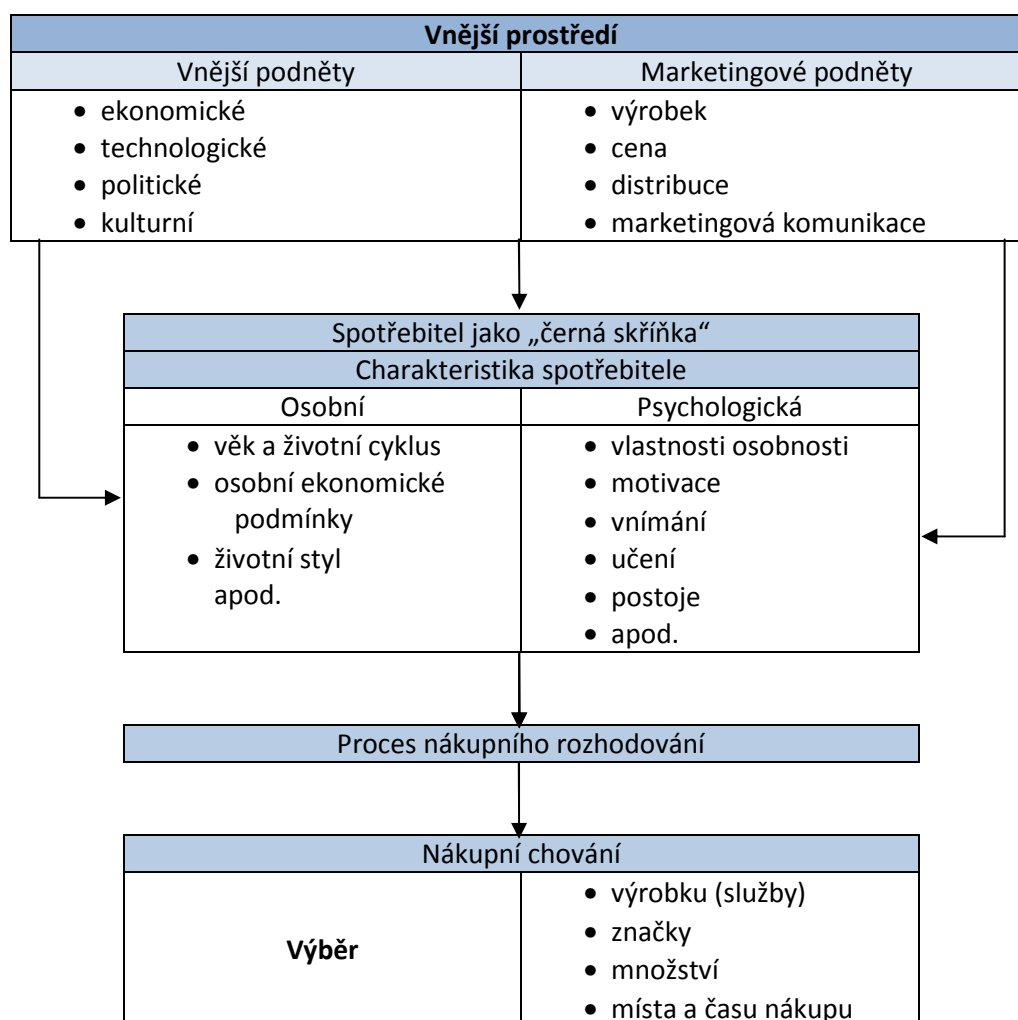 Vnější prostředí
Vnější podněty
• ekonomické
• technologické
• politické
• kulturní
Marketingové podněty
• výrobek
• cena
• distribuce
• marketingová komunikace
Spotřebitel jako „černá skříňka“
Charakteristika spotřebitele
Osobní
• věk a životní cyklus
• osobní ekonomické
podmínky
• životní styl
apod.
Psychologická
• vlastnosti osobnosti
• motivace
• vnímání
• učení
• postoje
• apod.
Proces nákupního rozhodování
Nákupní chování
Výběr
• výrobku (služby)
• značky
• množství
• místa a času nákupu